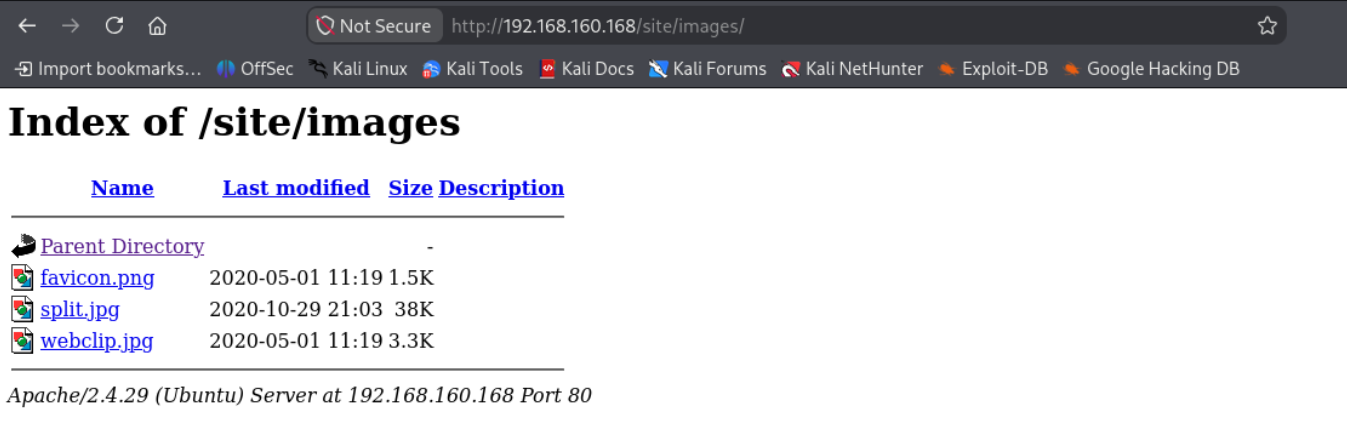 Not Secure http://192.168.160.168/site/images/
Import bookmarks... OffSec Kali Linux Kali Tools Kali Docs Kali Forums Kali NetHunter Exploit-DB Google Hacking DB
Index of /site/images
Name Last modified Size Description
Parent Directory -
favicon.png 2020-05-01 11:19 1.5K
split.jpg 2020-10-29 21:03 38K
webclip.jpg 2020-05-01 11:19 3.3K
Apache/2.4.29 (Ubuntu) Server at 192.168.160.168 Port 80